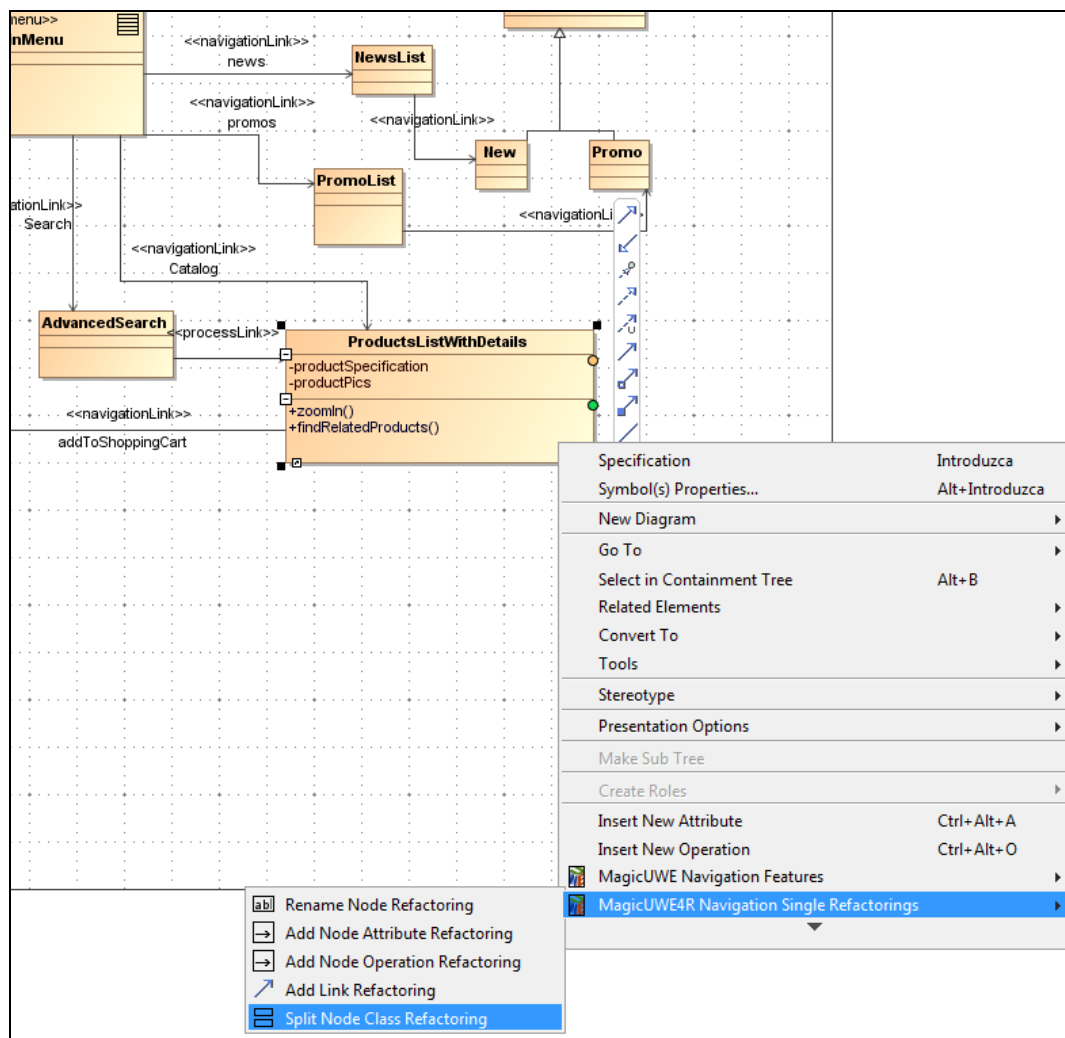 menu>>
nMenu
<<navigationLink>>
news
NewsList
<<navigationLink>>
promos
<<navigationLink>>
New
Promo
PromoList
ationLink>>
Search
<<navigationLi
<<navigationLink>>
Catalog
AdvancedSearch
<<processLink>>
ProductsListWithDetails
-productSpecification
-productPics
+zoomIn()
+findRelatedProducts()
<<navigationLink>>
addToShoppingCart
Specification Introduzca
Symbol(s) Properties... Alt+Introduzca
New Diagram
Go To
Select in Containment Tree Alt+B
Related Elements
Convert To
Tools
Stereotype
Presentation Options
Make Sub Tree
Create Roles
Insert New Attribute Ctrl+Alt+A
Insert New Operation Ctrl+Alt+O
MagicUWE Navigation Features
MagicUWE4R Navigation Single Refactorings
Rename Node Refactoring
Add Node Attribute Refactoring
Add Node Operation Refactoring
Add Link Refactoring
Split Node Class Refactoring